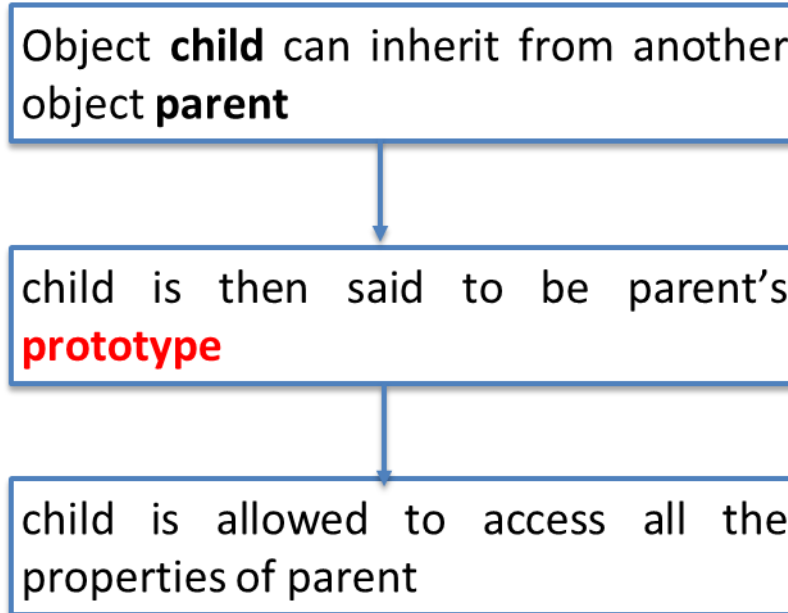 Object child can inherit from another
object parent
child is then said to be parent’s
prototype
child is allowed to access all the
properties of parent